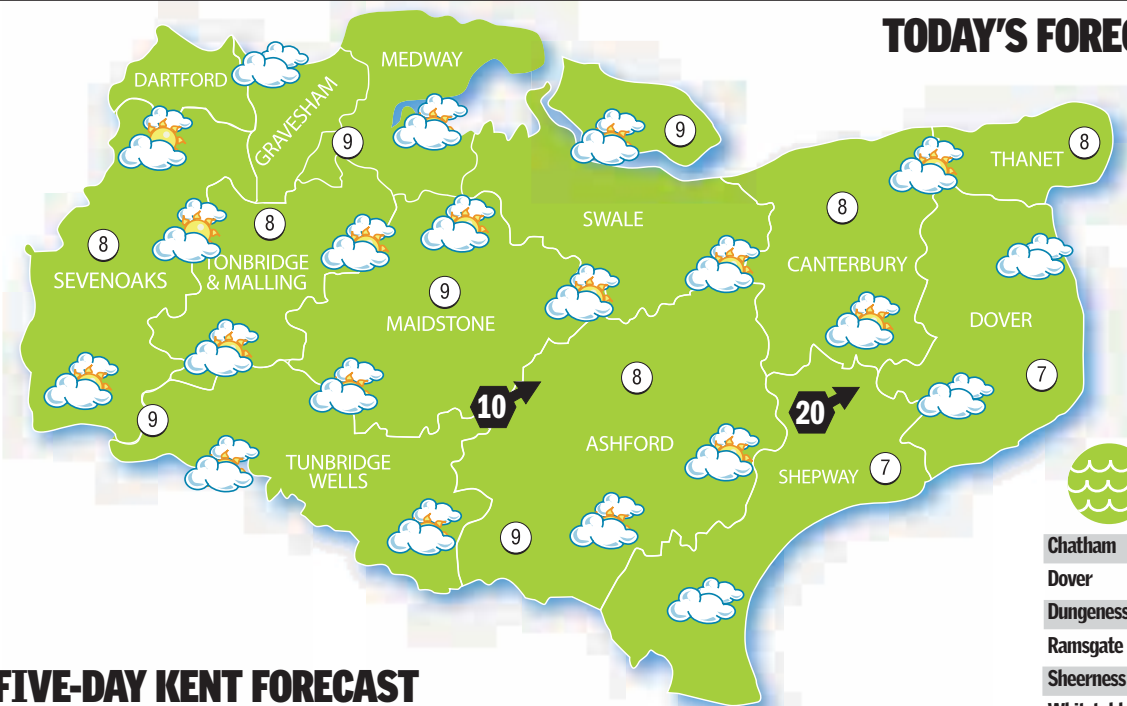 TODAY'S FOREC
MEDWAY
DARTFORD
GRAVESHAM
9
9
THANET
8
8
SWALE
8
8
SEVENOAKS
TONBRIDGE
& MALLING
CANTERBURY
9
MAIDSTONE
DOVER
8
7
10
20
9
ASHFORD
TUNBRIDGE
WELLS
SHEPWAY
7
9
Chatham
Dover
Dungeness
Ramsgate
Sheerness
FIVE-DAY KENT FORECAST